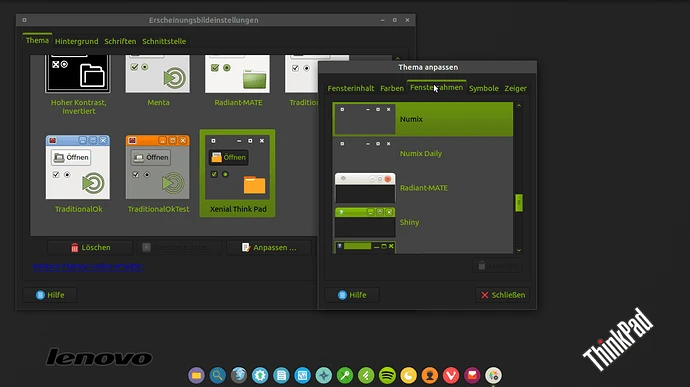 Erscheinungsbildeinstellungen
Thema Hintergrund Schriften Schnittstelle
Hoher Kontrast,
Invertiert
Menta
Radiant-MATE
Öffnen
TraditionalOk
Öffnen
TraditionalOkTest
Öffnen
Xenial Think Pad
Löschen
Anpassen ...
Hilfe
Thema anpassen
Fensterinhalt Farben Fensterrahmen Symbole Zeiger
Numix
Numix Daily
Radiant-MATE
Shiny
Hilfe
Schließen
lenovo
ThinkPad